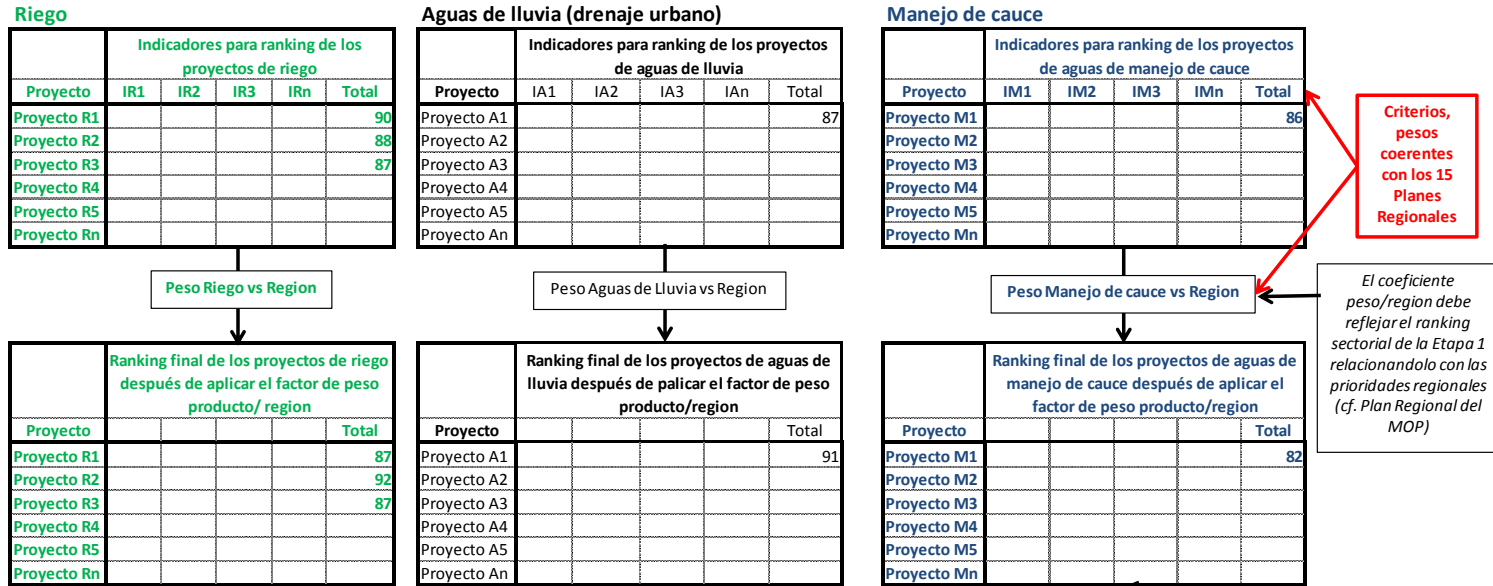 Riego
Indicadores para ranking de los
proyectos de riego
Proyecto IR1 IR2 IR3 IRn Total
Proyecto R1 90
Proyecto R2 88
Proyecto R3 87
Proyecto R4
Proyecto R5
Proyecto Rn
Peso Riego vs Region
Ranking final de los proyectos de riego
después de aplicar el factor de peso
producto/ region
Proyecto Total
Proyecto R1 87
Proyecto R2 92
Proyecto R3 87
Proyecto R4
Proyecto R5
Proyecto Rn
Aguas de lluvia (drenaje urbano)
Indicadores para ranking de los proyectos
de aguas de lluvia
Proyecto IA1 IA2 IA3 IAn Total
Proyecto A1 87
Proyecto A2
Proyecto A3
Proyecto A4
Proyecto A5
Proyecto An
Peso Aguas de Lluvia vs Region
Ranking final de los proyectos de aguas de
lluvia después de palicar el factor de peso
producto/region
Proyecto Total
Proyecto A1 91
Proyecto A2
Proyecto A3
Proyecto A4
Proyecto A5
Proyecto An
Manejo de cauce
Indicadores para ranking de los proyectos
de aguas de manejo de cauce
Proyecto IM1 IM2 IM3 IMn Total
Proyecto M1 86
Proyecto M2
Proyecto M3
Proyecto M4
Proyecto M5
Proyecto Mn
Peso Manejo de cauce vs Region
Ranking final de los proyectos de aguas de
manejo de cauce después de aplicar el
factor de peso producto/region
Proyecto Total
Proyecto M1 82
Proyecto M2
Proyecto M3
Proyecto M4
Proyecto M5
Proyecto Mn
Criterios,
pesos
coerentes
con los 15
Planes
Regionales
El coeficiente
peso/region debe
reflejar el ranking
sectorial de la Etapa 1
relacionandolo con las
prioridades regionales
(cf. Plan Regional del
MOP)